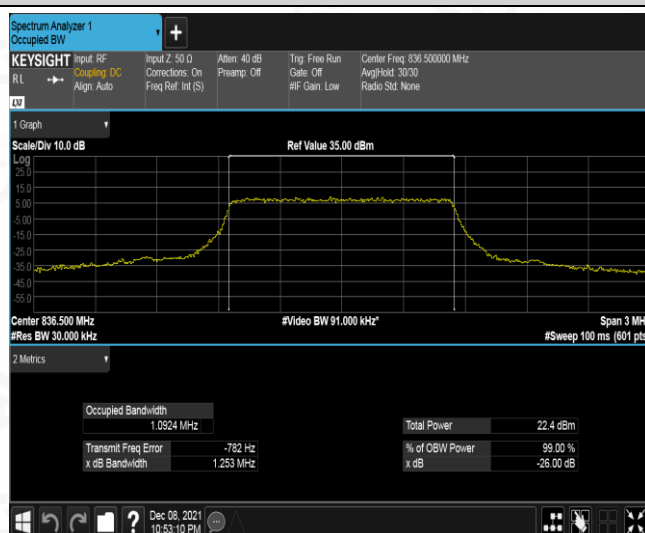 Spectrum Analyzer 1
Occupied BW
+
KEYSIGHT Input: RF Input Z: 50 Ω Atten: 40 dB Trig: Free Run Center Freq: 836.500000 MHz
RL Coupling: DC Corrections: On Preamp: Off Gate: Off Avg|Hold: 30/30
Align: Auto Freq Ref: Int (S) #IF Gain: Low Radio Std: None
LXI
1 Graph
Scale/Div 10.0 dB Ref Value 35.00 dBm
Log
25.0
15.0
5.00
-5.00
-15.0
-25.0
-35.0
-45.0
-55.0
Center 836.500 MHz #Video BW 91.000 kHz* Span 3 MH
#Res BW 30.000 kHz #Sweep 100 ms (601 pts
2 Metrics
Occupied Bandwidth
1.0924 MHz Total Power 22.4 dBm
Transmit Freq Error -782 Hz % of OBW Power 99.00 %
x dB Bandwidth 1.253 MHz x dB -26.00 dB
? Dec 08, 2021
10:53:10 PM